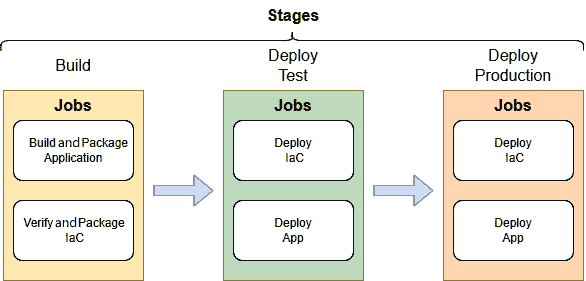 Stages
Build
Deploy
Test
Deploy
Production
Jobs
Build and Package
Application
Verify and Package
IaC
Jobs
Deploy
IaC
Deploy
App
Jobs
Deploy
IaC
Deploy
App